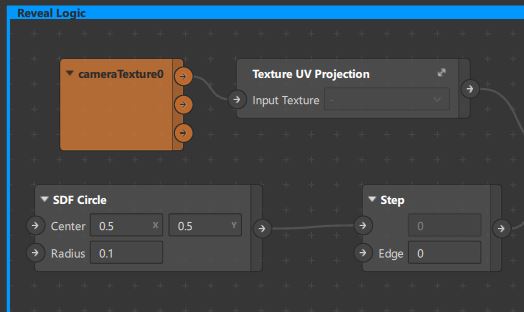 Reveal Logic
cameraTexture0
Texture UV Projection
Input Texture -
SDF Circle
Center 0.5 X 0.5 Y
Radius 0.1
Step
0
Edge 0